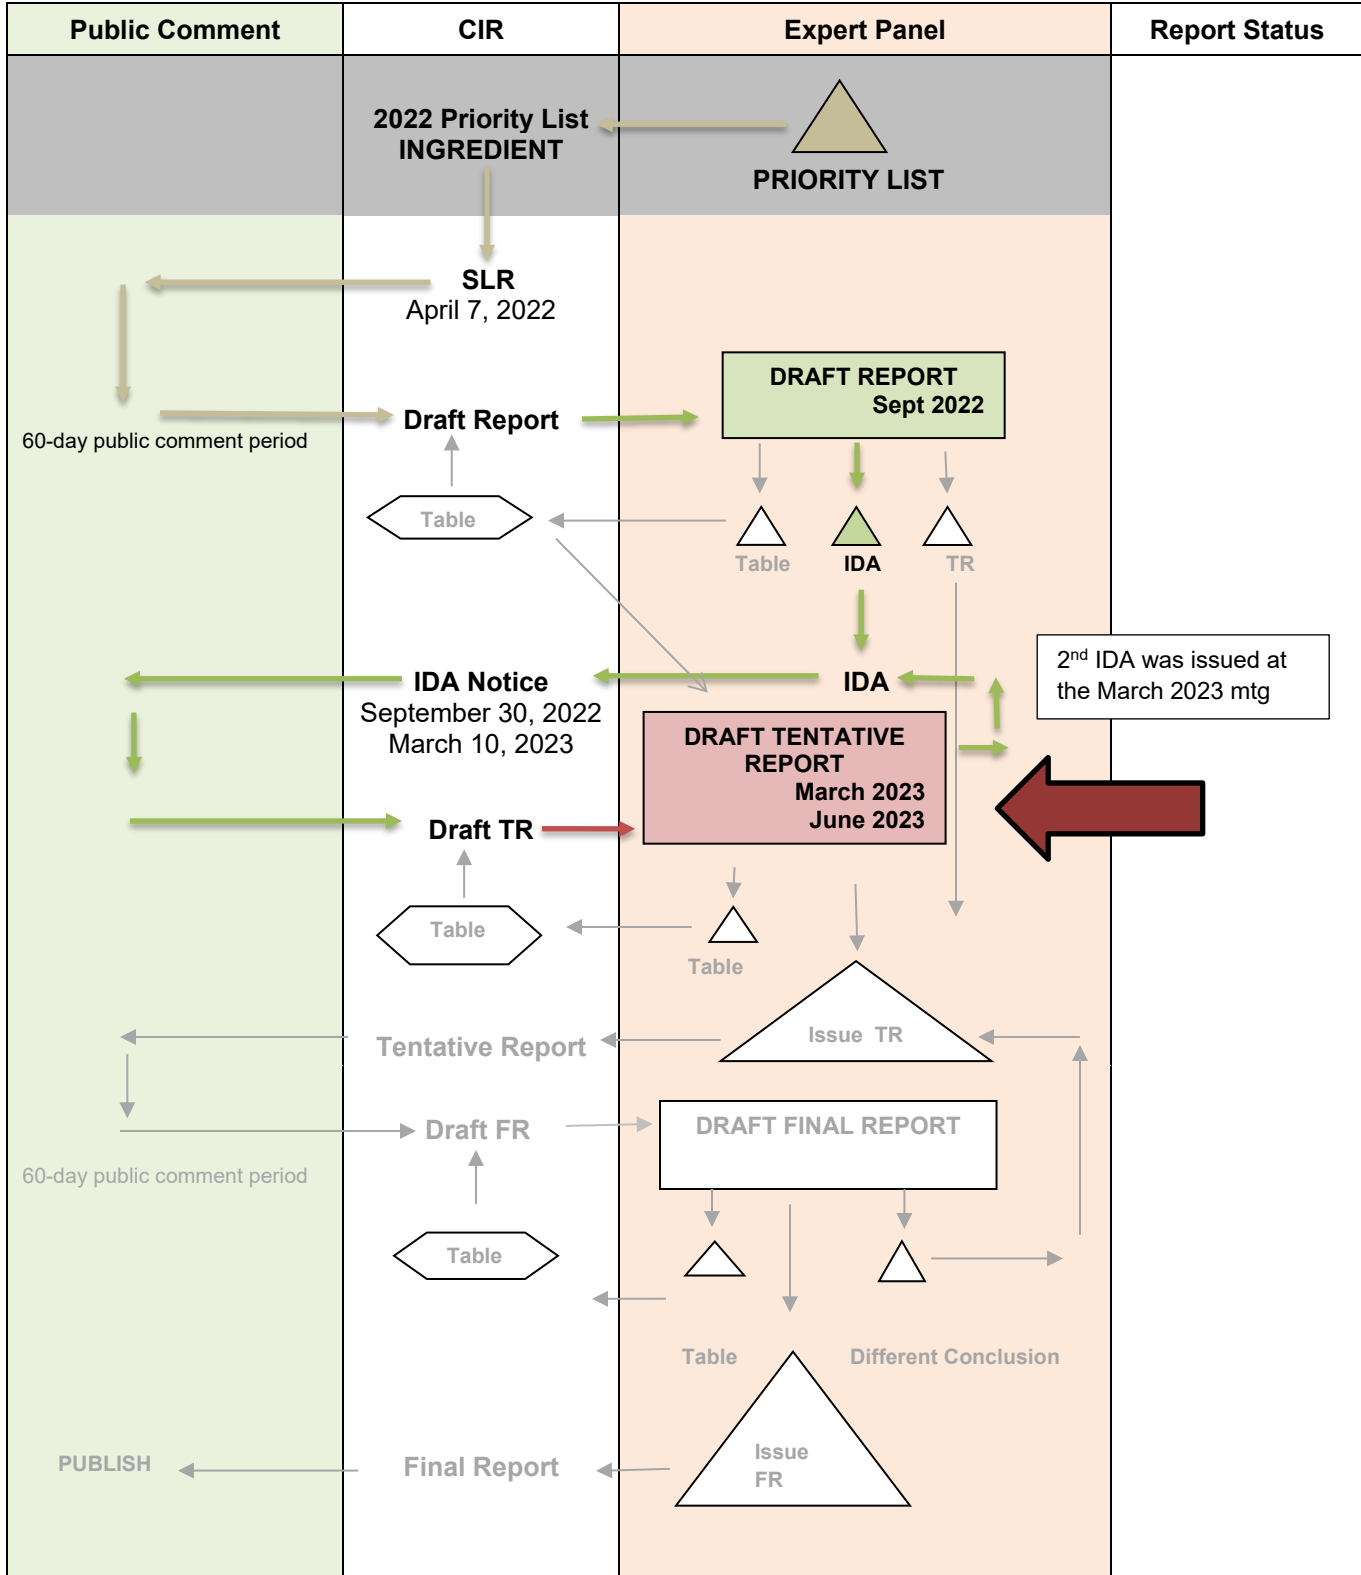 Public Comment
CIR
Expert Panel
Report Status
2022 Priority List
INGREDIENT
PRIORITY LIST
SLR
April 7, 2022
DRAFT REPORT
Sept 2022
Draft Report
60-day public comment period
Table
Table
IDA
TR
2nd IDA was issued at
the March 2023 mtg
IDA Notice
September 30, 2022
March 10, 2023
IDA
DRAFT TENTATIVE
REPORT
March 2023
June 2023
Draft TR
Table
Table
Issue TR
Tentative Report
Draft FR
DRAFT FINAL REPORT
60-day public comment period
Table
Table
Different Conclusion
Issue
FR
PUBLISH
Final Report